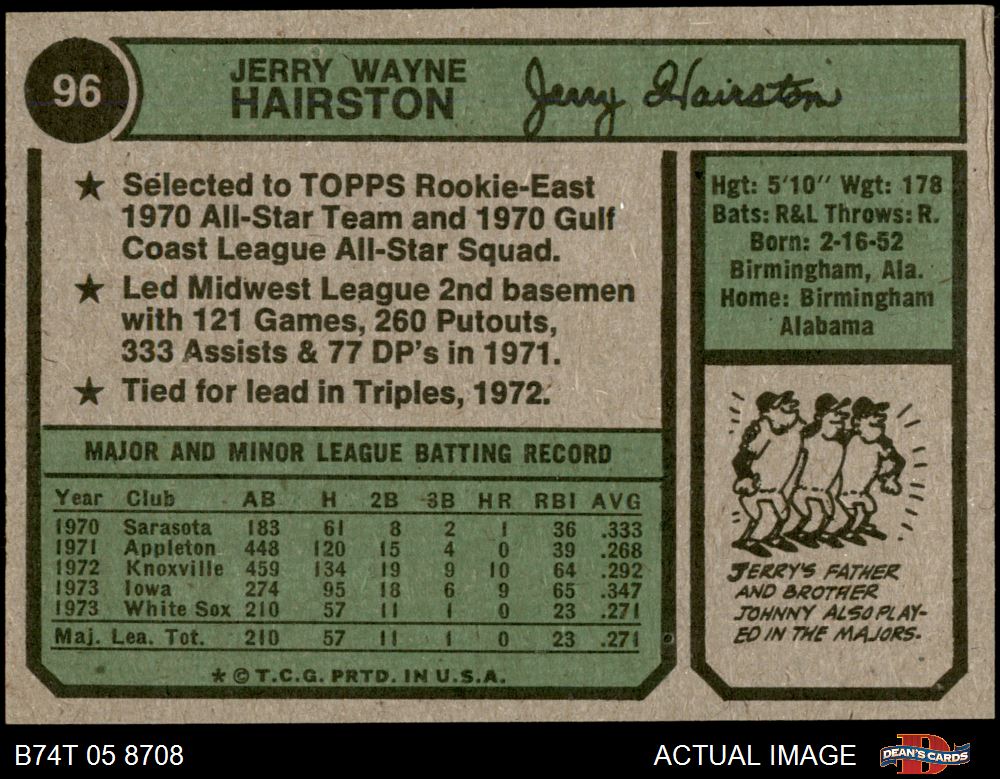 96
JERRY WAYNE
HAIRSTON
Jerry Hairston
★ Selected to TOPPS Rookie-East
1970 All-Star Team and 1970 Gulf
Coast League All-Star Squad.
★ Led Midwest League 2nd basemen
with 121 Games, 260 Putouts,
333 Assists & 77 DP's in 1971.
★ Tied for lead in Triples, 1972.
MAJOR AND MINOR LEAGUE BATTING RECORD
Year Club AB H 2B 3B HR RBI AVG
1970 Sarasota 183 61 8 2 1 36 .333
1971 Appleton 448 120 15 4 0 39 .268
1972 Knoxville 459 134 19 9 10 64 .292
1973 Iowa 274 95 18 6 9 65 .347
1973 White Sox 210 57 11 1 0 23 .271
Maj. Lea. Tot. 210 57 11 1 0 23 .271
* © T.C.G. PRTD. IN U.S.A.
Hgt: 5'10" Wgt: 178
Bats: R&L Throws: R.
Born: 2-16-52
Birmingham, Ala.
Home: Birmingham
Alabama
JERRY'S FATHER
AND BROTHER
JOHNNY ALSO PLAY-
ED IN THE MAJORS.
B74T 05 8708
ACTUAL IMAGE
DEAN'S CARDS